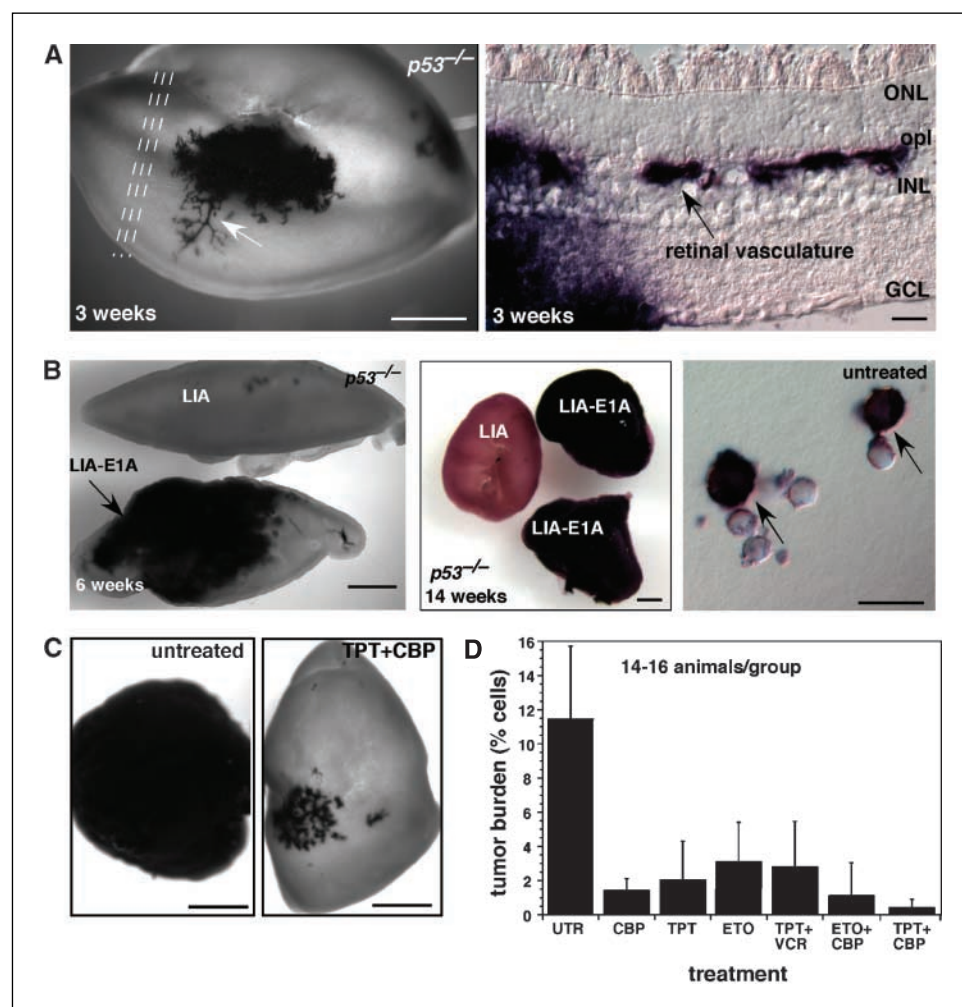 A
p53–/–
3 weeks
ONL
opl
INL
retinal vasculature
GCL
3 weeks
B
LIA
p53–/–
LIA-E1A
6 weeks
LIA
LIA-E1A
LIA-E1A
p53–/–
14 weeks
untreated
C
untreated
TPT+CBP
D
14-16 animals/group
tumor burden (% cells)
16
14
12
10
8
6
4
2
0
UTR CBP TPT ETO TPT+ ETO+ TPT+
VCR CBP CBP
treatment